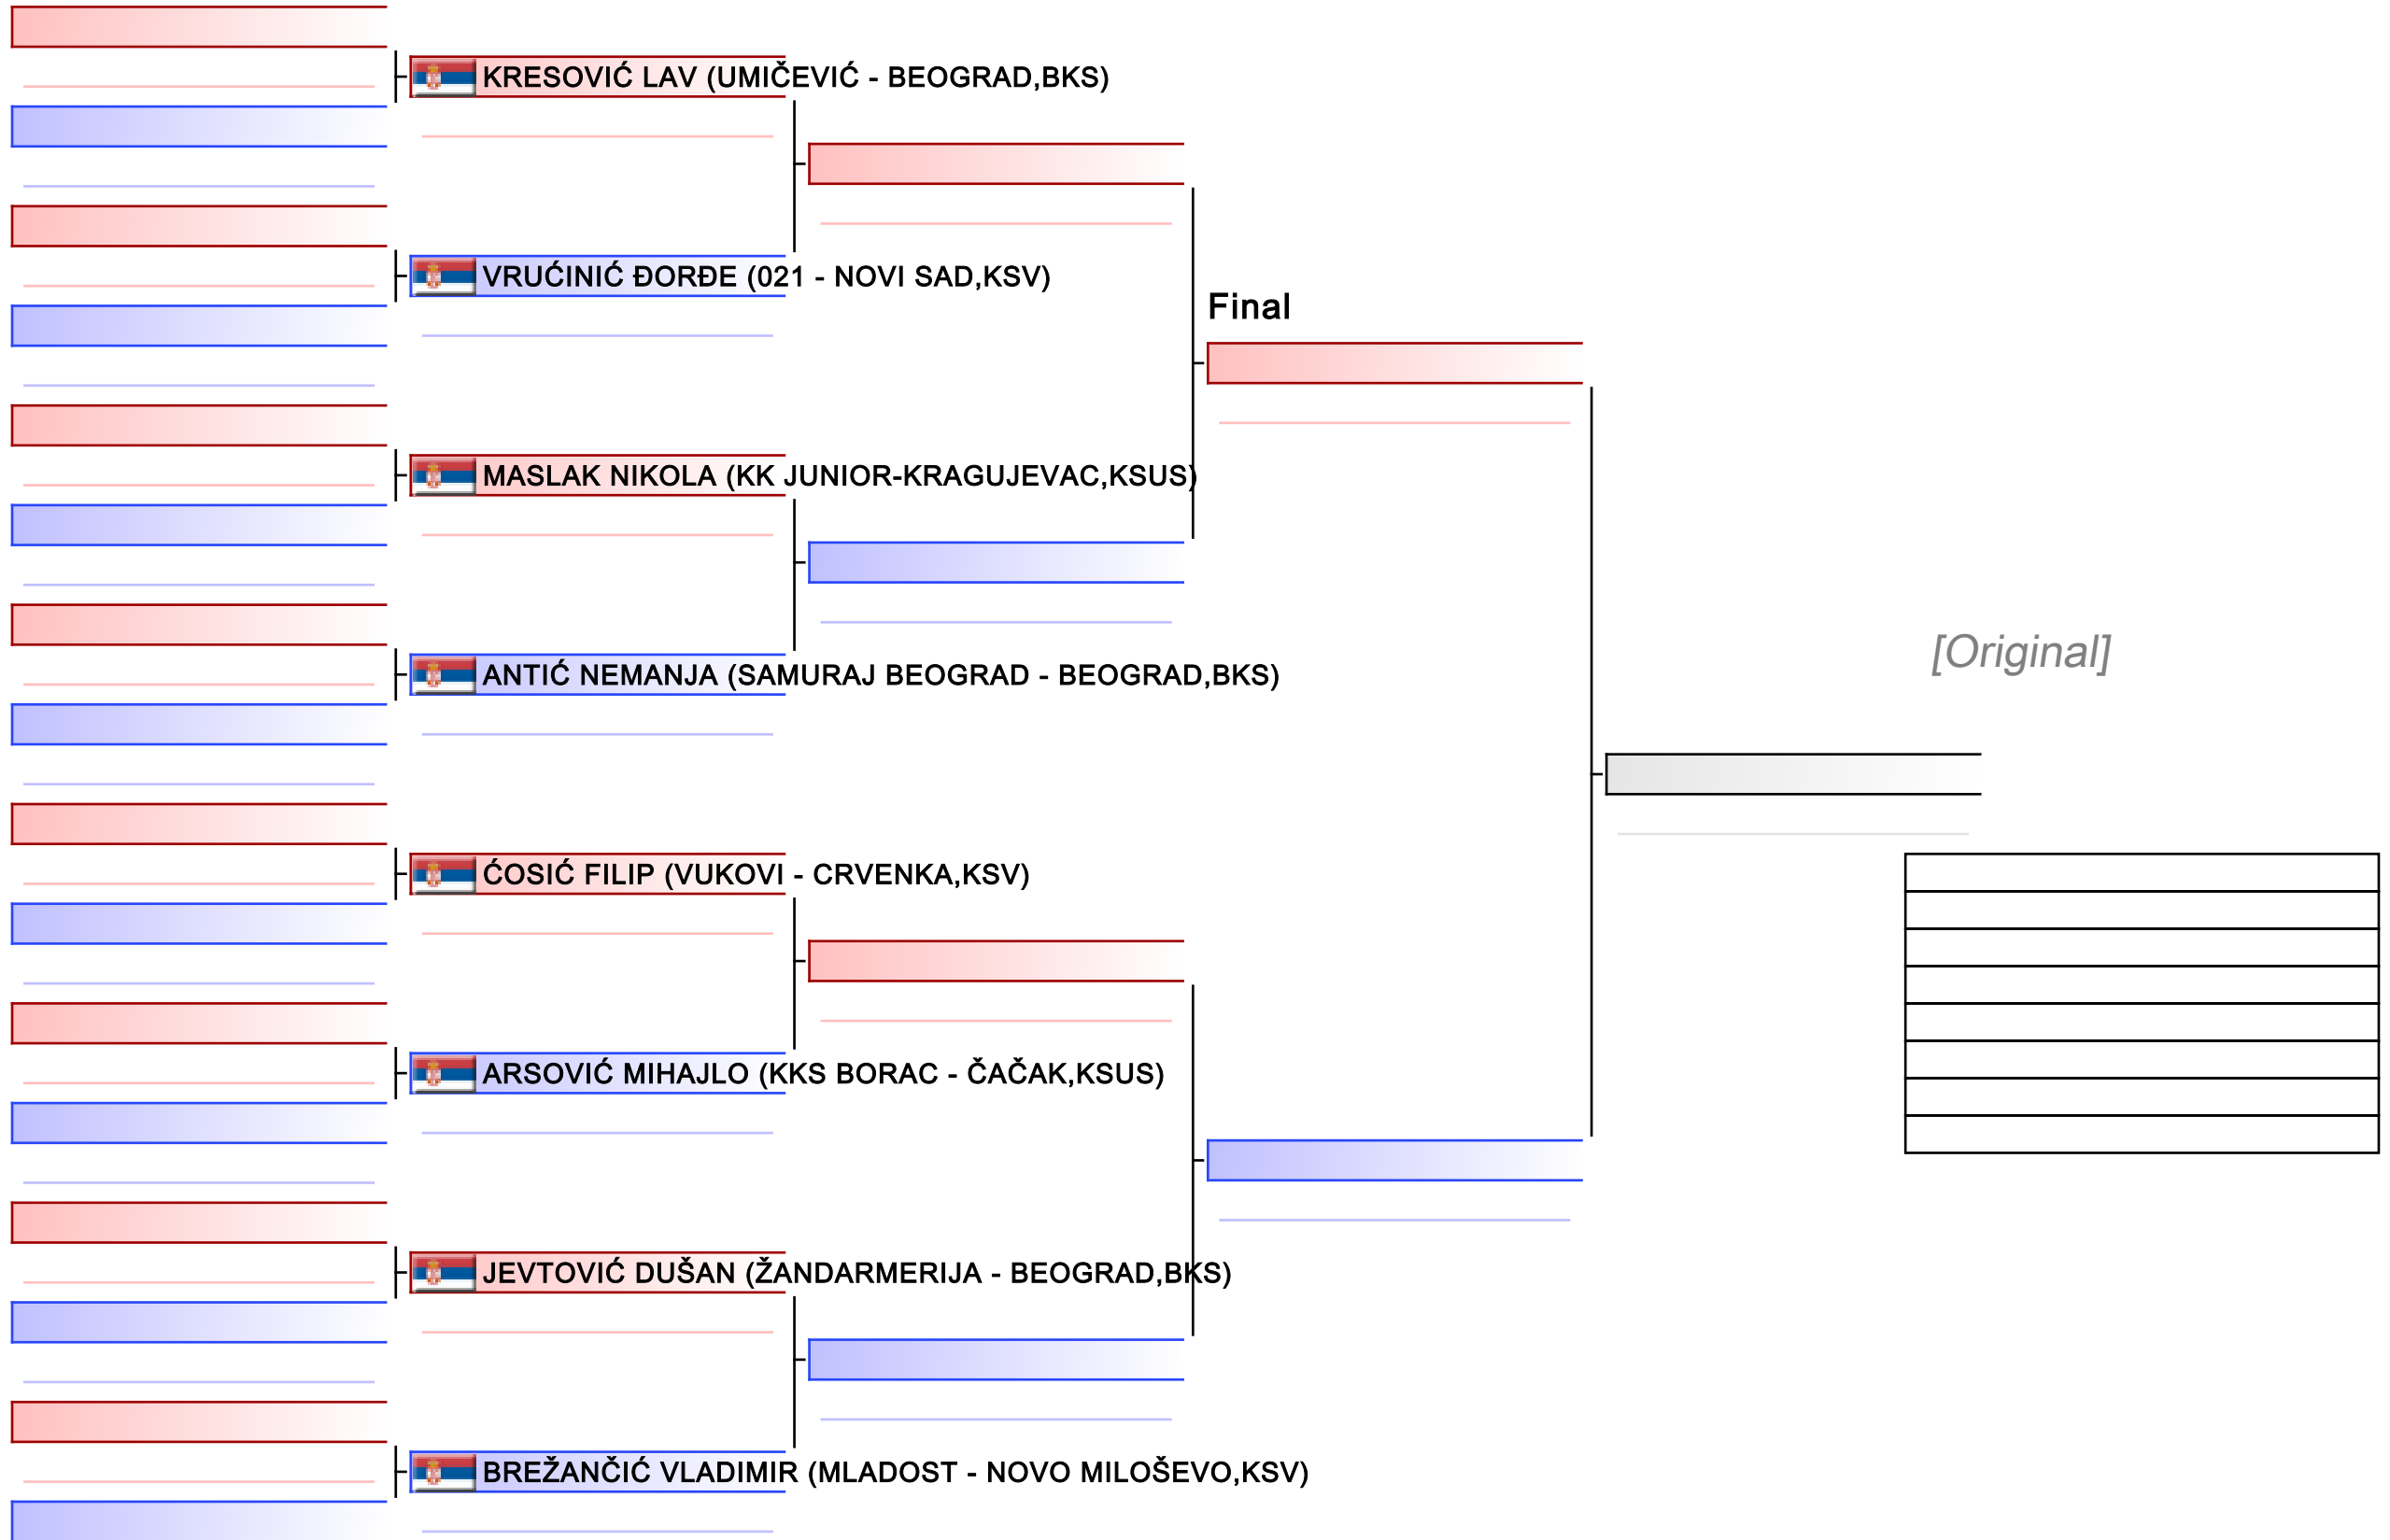 KRESOVIĆ LAV (UMIČEVIĆ - BEOGRAD,BKS)
VRUĆINIĆ ĐORĐE (021 - NOVI SAD,KSV)
Final
MASLAK NIKOLA (KK JUNIOR-KRAGUJEVAC,KSUS)
[Original]
ANTIĆ NEMANJA (SAMURAJ BEOGRAD - BEOGRAD,BKS)
ĆOSIĆ FILIP (VUKOVI - CRVENKA,KSV)
ARSOVIĆ MIHAJLO (KKS BORAC - ČAČAK,KSUS)
JEVTOVIĆ DUŠAN (ŽANDARMERIJA - BEOGRAD,BKS)
BREŽANČIĆ VLADIMIR (MLADOST - NOVO MILOŠEVO,KSV)